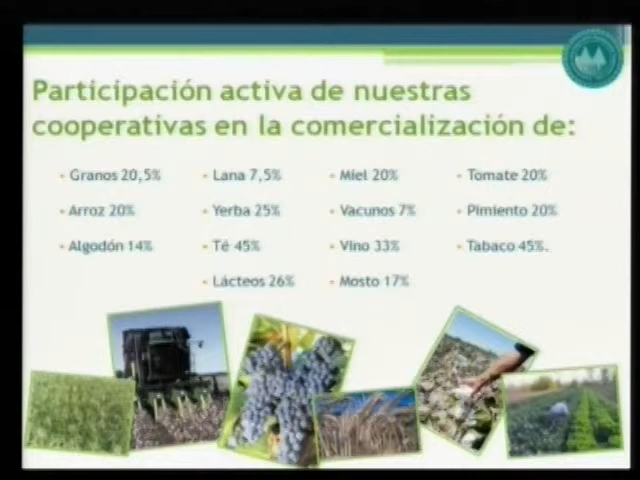 Participación activa de nuestras
cooperativas en la comercialización de:
• Granos 20,5%
• Arroz 20%
• Algodón 14%
• Lana 7,5%
• Yerba 25%
• Té 45%
• Lácteos 26%
• Miel 20%
• Vacunos 7%
• Vino 33%
• Mosto 17%
• Tomate 20%
• Pimiento 20%
• Tabaco 45%.